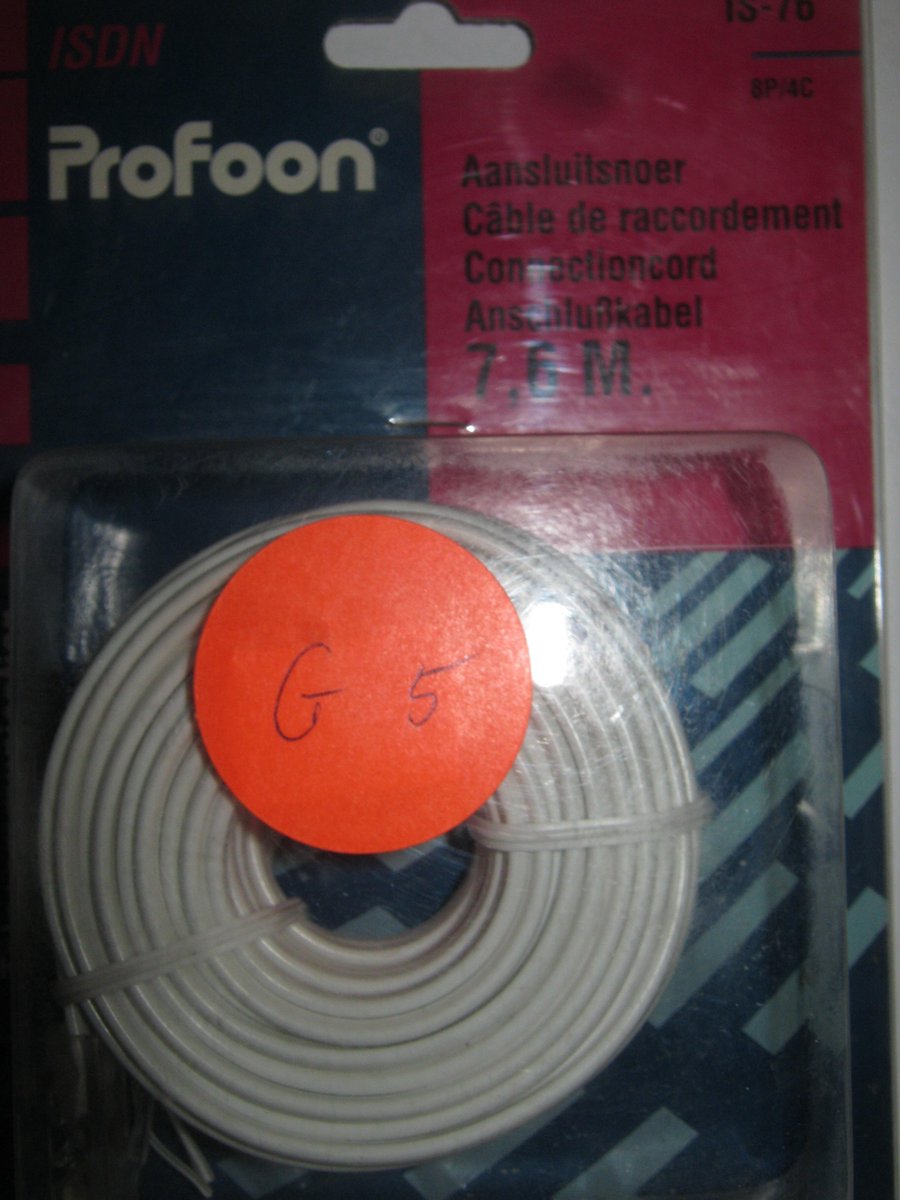 ISDN
IS-76
8P/4C
Profoon
Aansluitsnoer
Câble de raccordement
Connectioncord
Anschlußkabel
7,6 M.
G 5